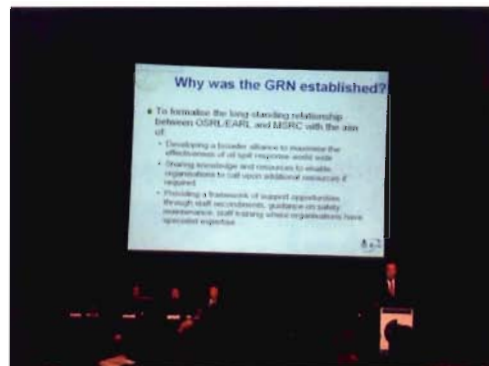 Why was the GRN established?
To formalise the long-standing relationship
between OSRL/EARL and MSRC with the aim
of:
Developing a broader alliance to maximise the
effectiveness of oil spill response world wide
Sharing knowledge and resources to enable
organisations to call upon additional resources if
required
Providing a framework of support opportunities
through staff secondments, guidance on safety
maintenance, staff training where organisations have
specialist expertise